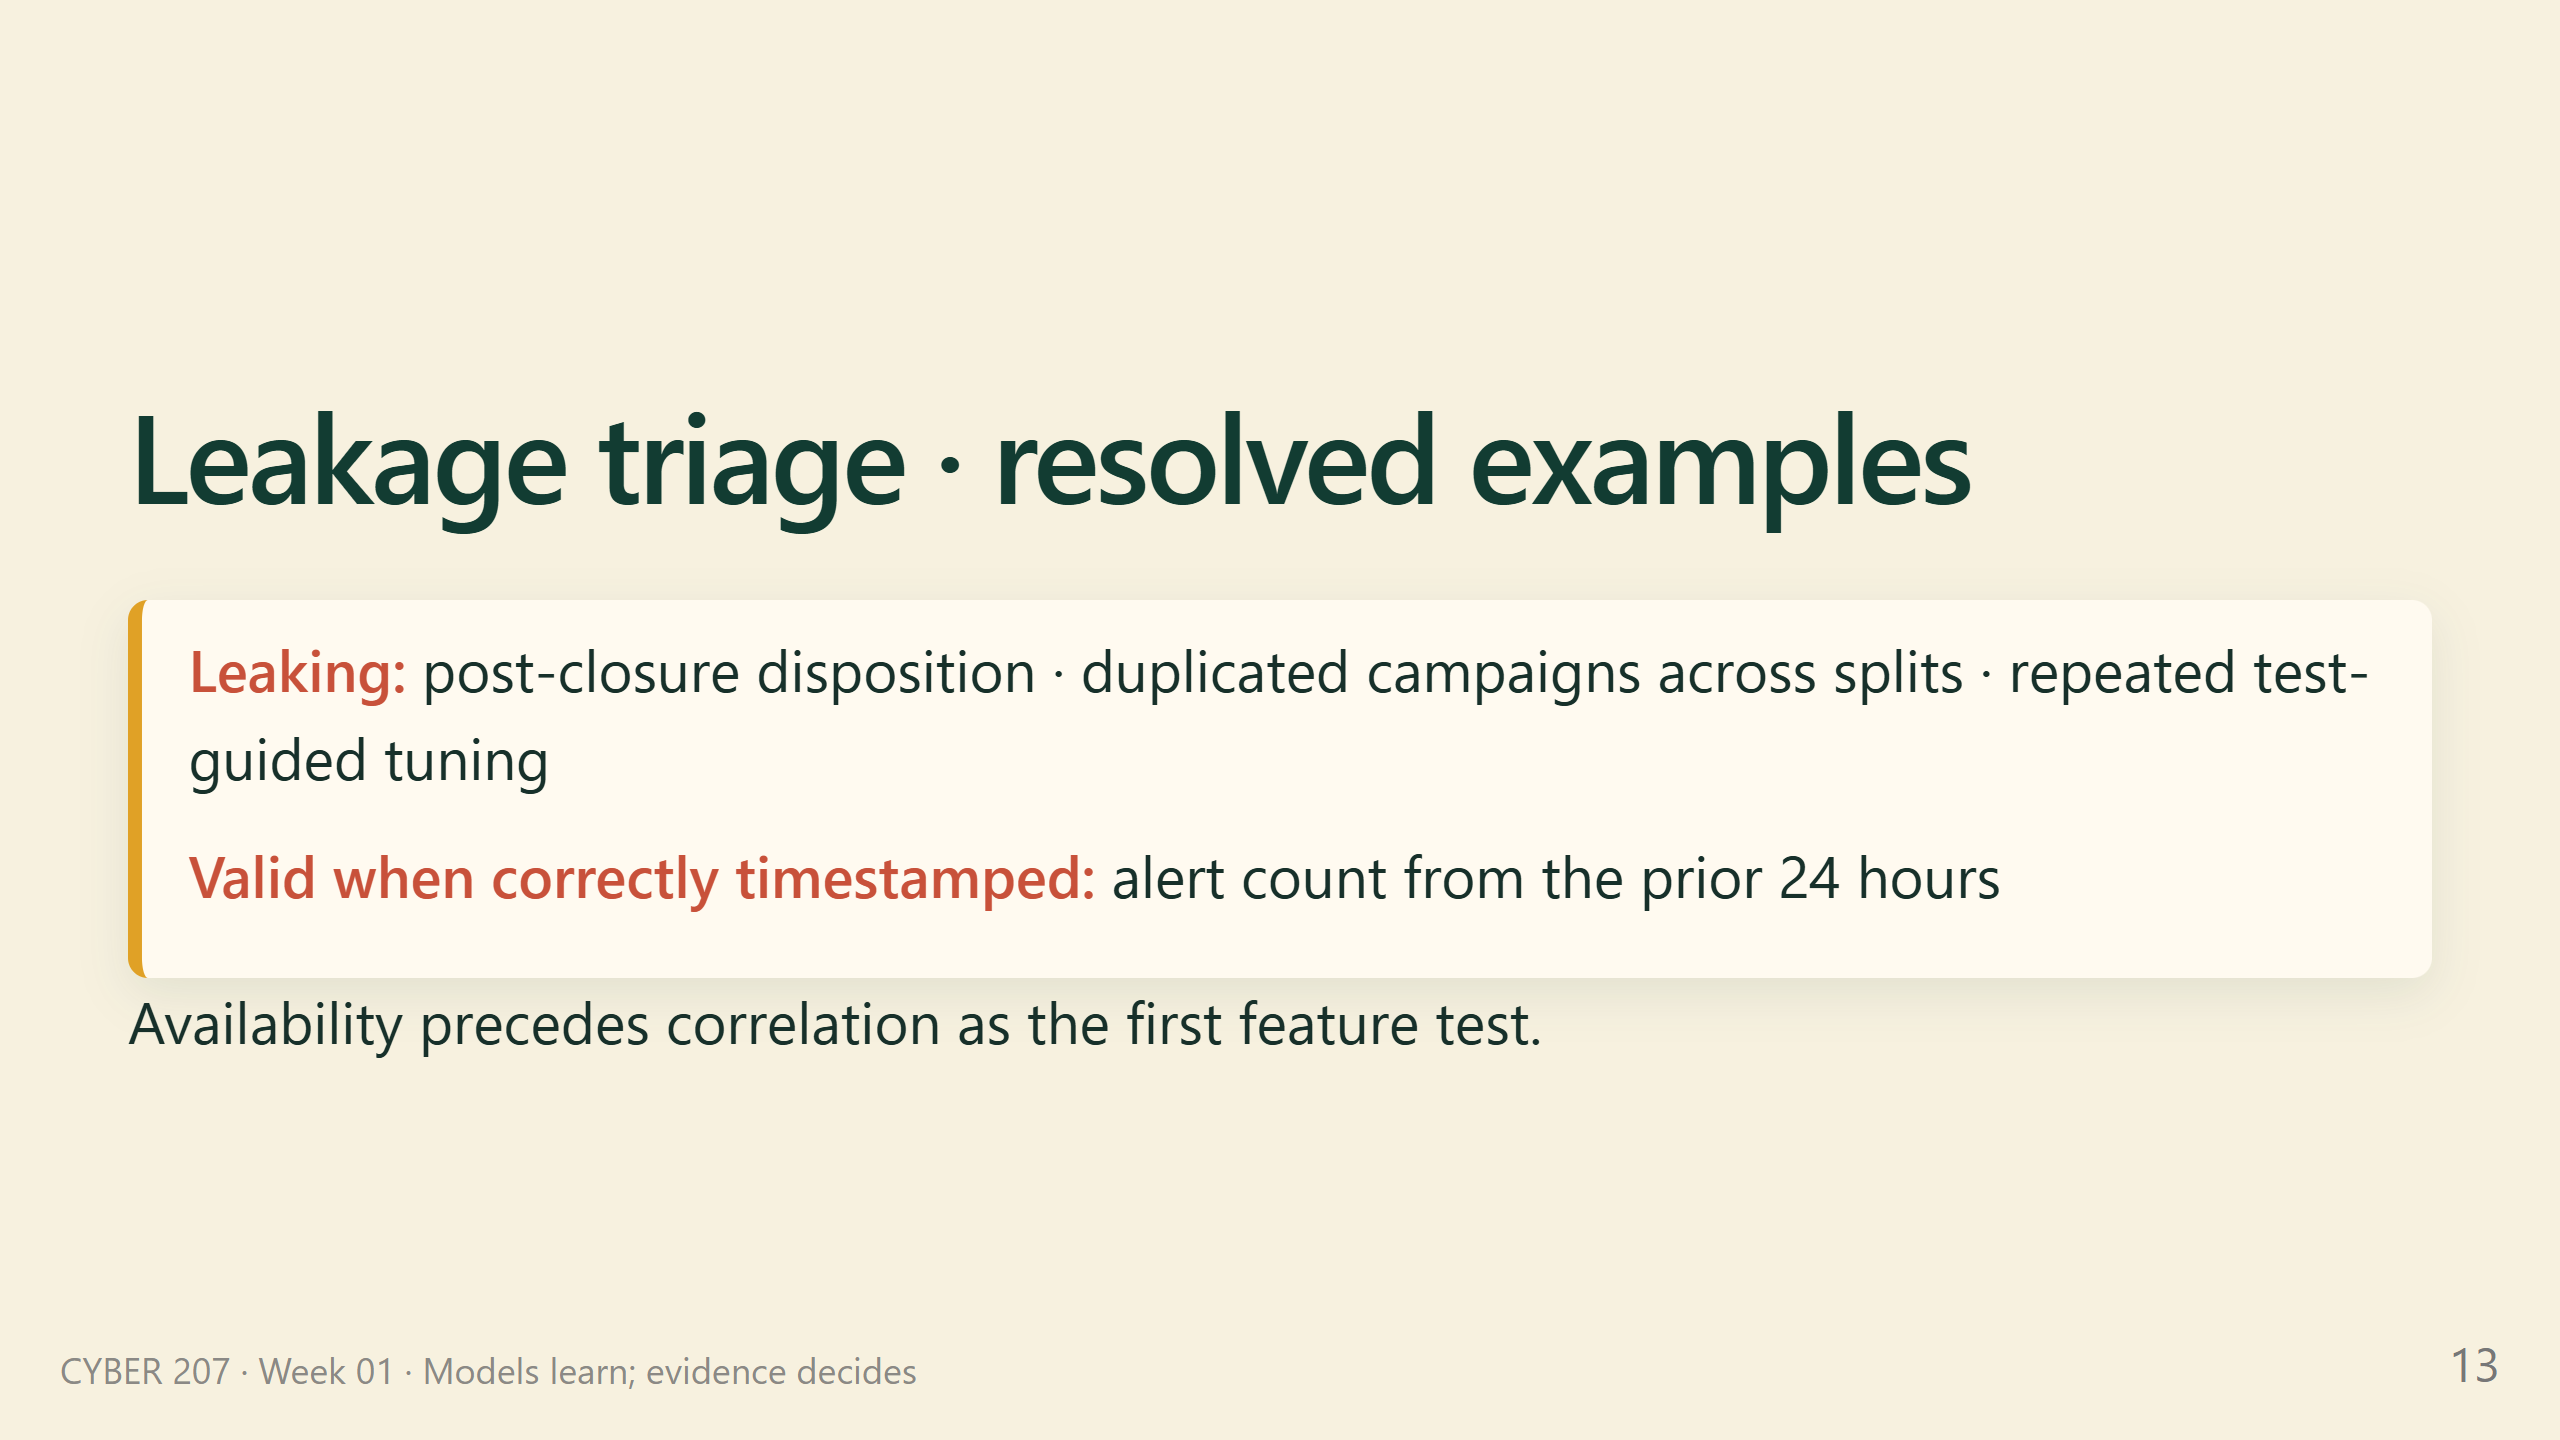 Leakage triage · resolved examples
Leaking: post-closure disposition · duplicated campaigns across splits · repeated test-
guided tuning
Valid when correctly timestamped: alert count from the prior 24 hours
Availability precedes correlation as the first feature test.
CYBER 207 · Week 01 · Models learn; evidence decides
13